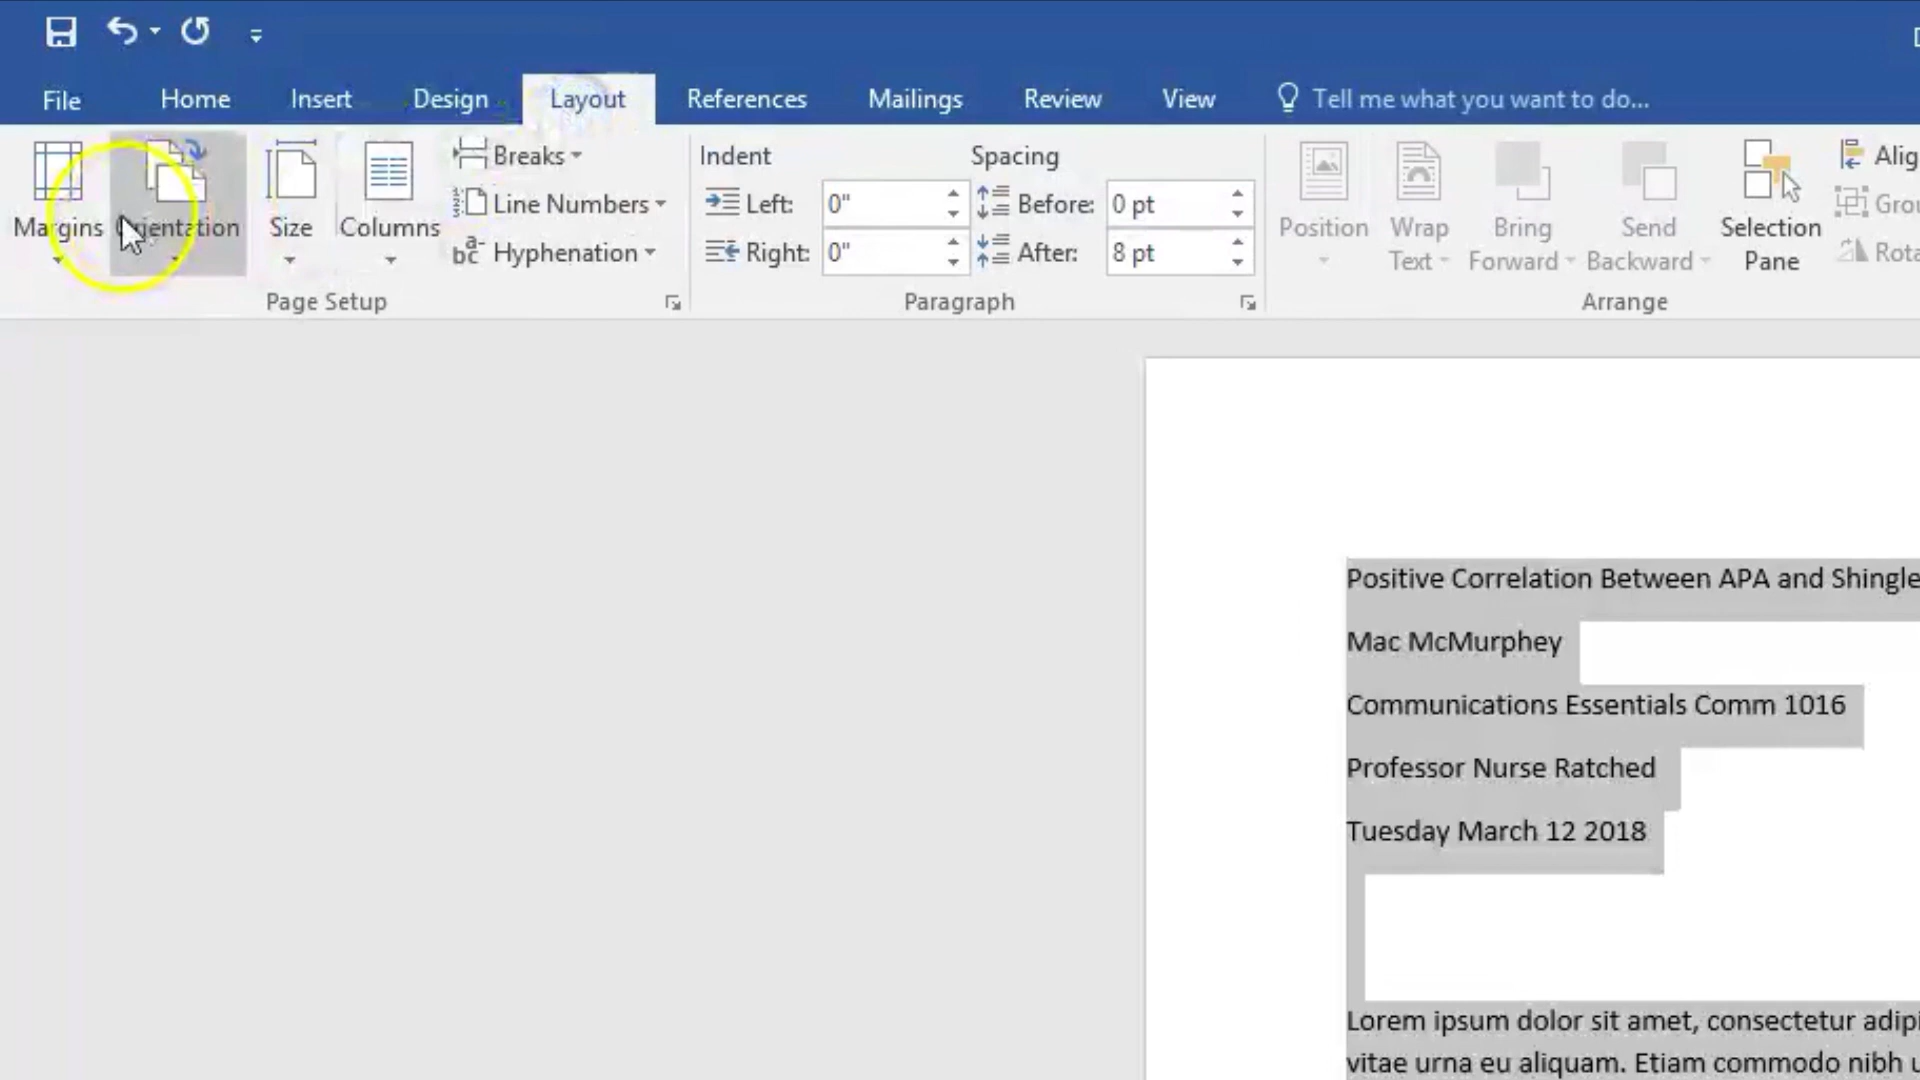 File Home Insert Design Layout References Mailings Review View Tell me what you want to do...
Margins Orientation Size Columns
Breaks
Line Numbers
Hyphenation
Page Setup
Indent
Left: 0"
Right: 0"
Spacing
Before: 0 pt
After: 8 pt
Paragraph
Position Wrap Text Bring Forward Send Backward Selection Pane
Alig
Grou
Rota
Arrange
Positive Correlation Between APA and Shingle
Mac McMurphey
Communications Essentials Comm 1016
Professor Nurse Ratched
Tuesday March 12 2018
Lorem ipsum dolor sit amet, consectetur adipi
vitae urna eu aliquam. Etiam commodo nibh u